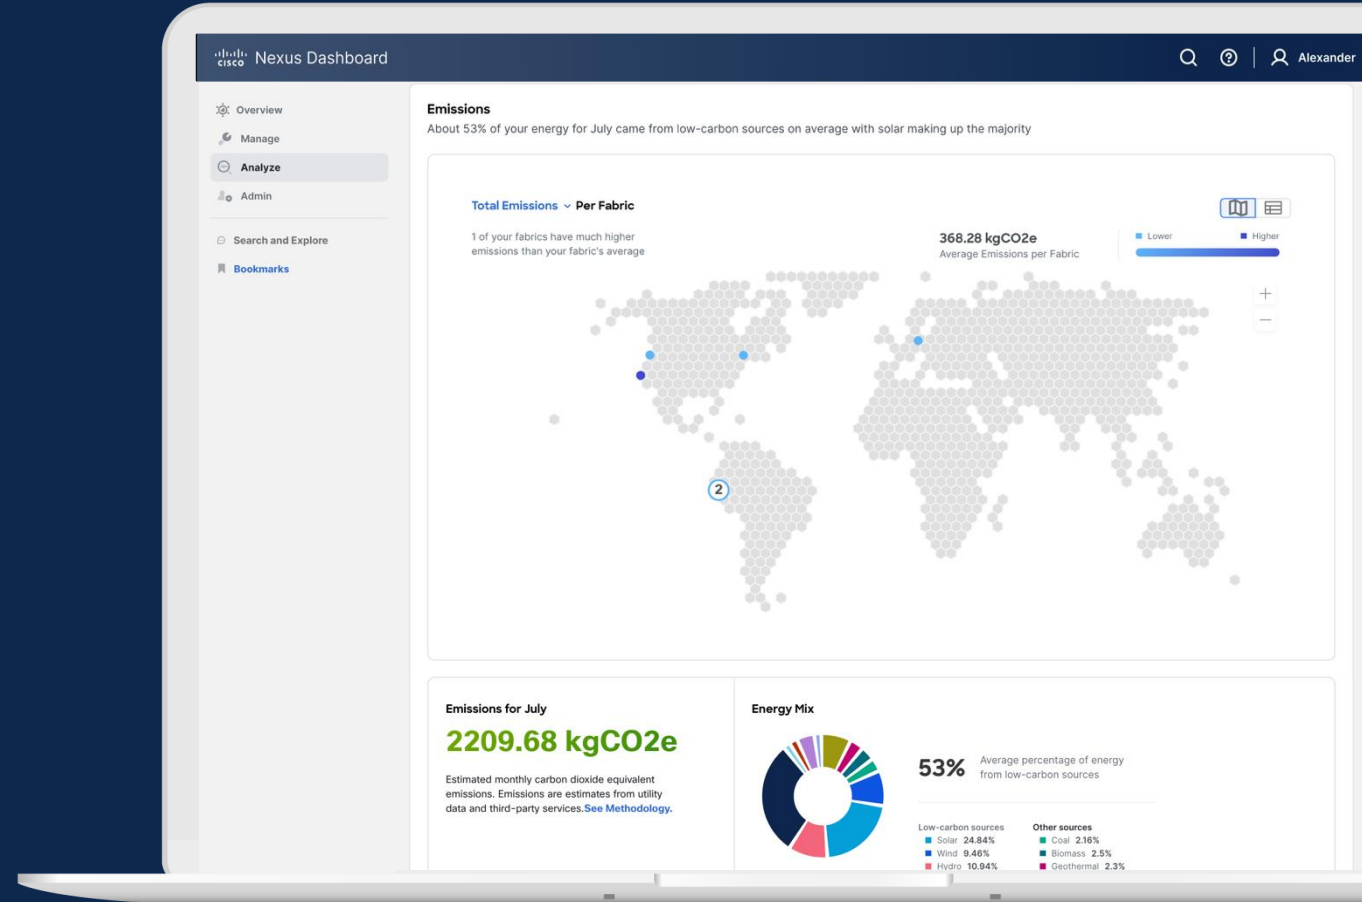 cisco Nexus Dashboard
Alexander
Overview
Manage
Analyze
Admin
Search and Explore
Bookmarks
Emissions
About 53% of your energy for July came from low-carbon sources on average with solar making up the majority
Total Emissions Per Fabric
1 of your fabrics have much higher
emissions than your fabric's average
368.28 kgCO2e
Average Emissions per Fabric
Lower
Higher
2
Emissions for July
2209.68 kgCO2e
Estimated monthly carbon dioxide equivalent
emissions. Emissions are estimates from utility
data and third-party services.See Methodology.
Energy Mix
53%
Average percentage of energy
from low-carbon sources
Low-carbon sources
Solar 24.84%
Wind 9.46%
Hydro 10.94%
Other sources
Coal 2.16%
Biomass 2.5%
Geothermal 2.3%